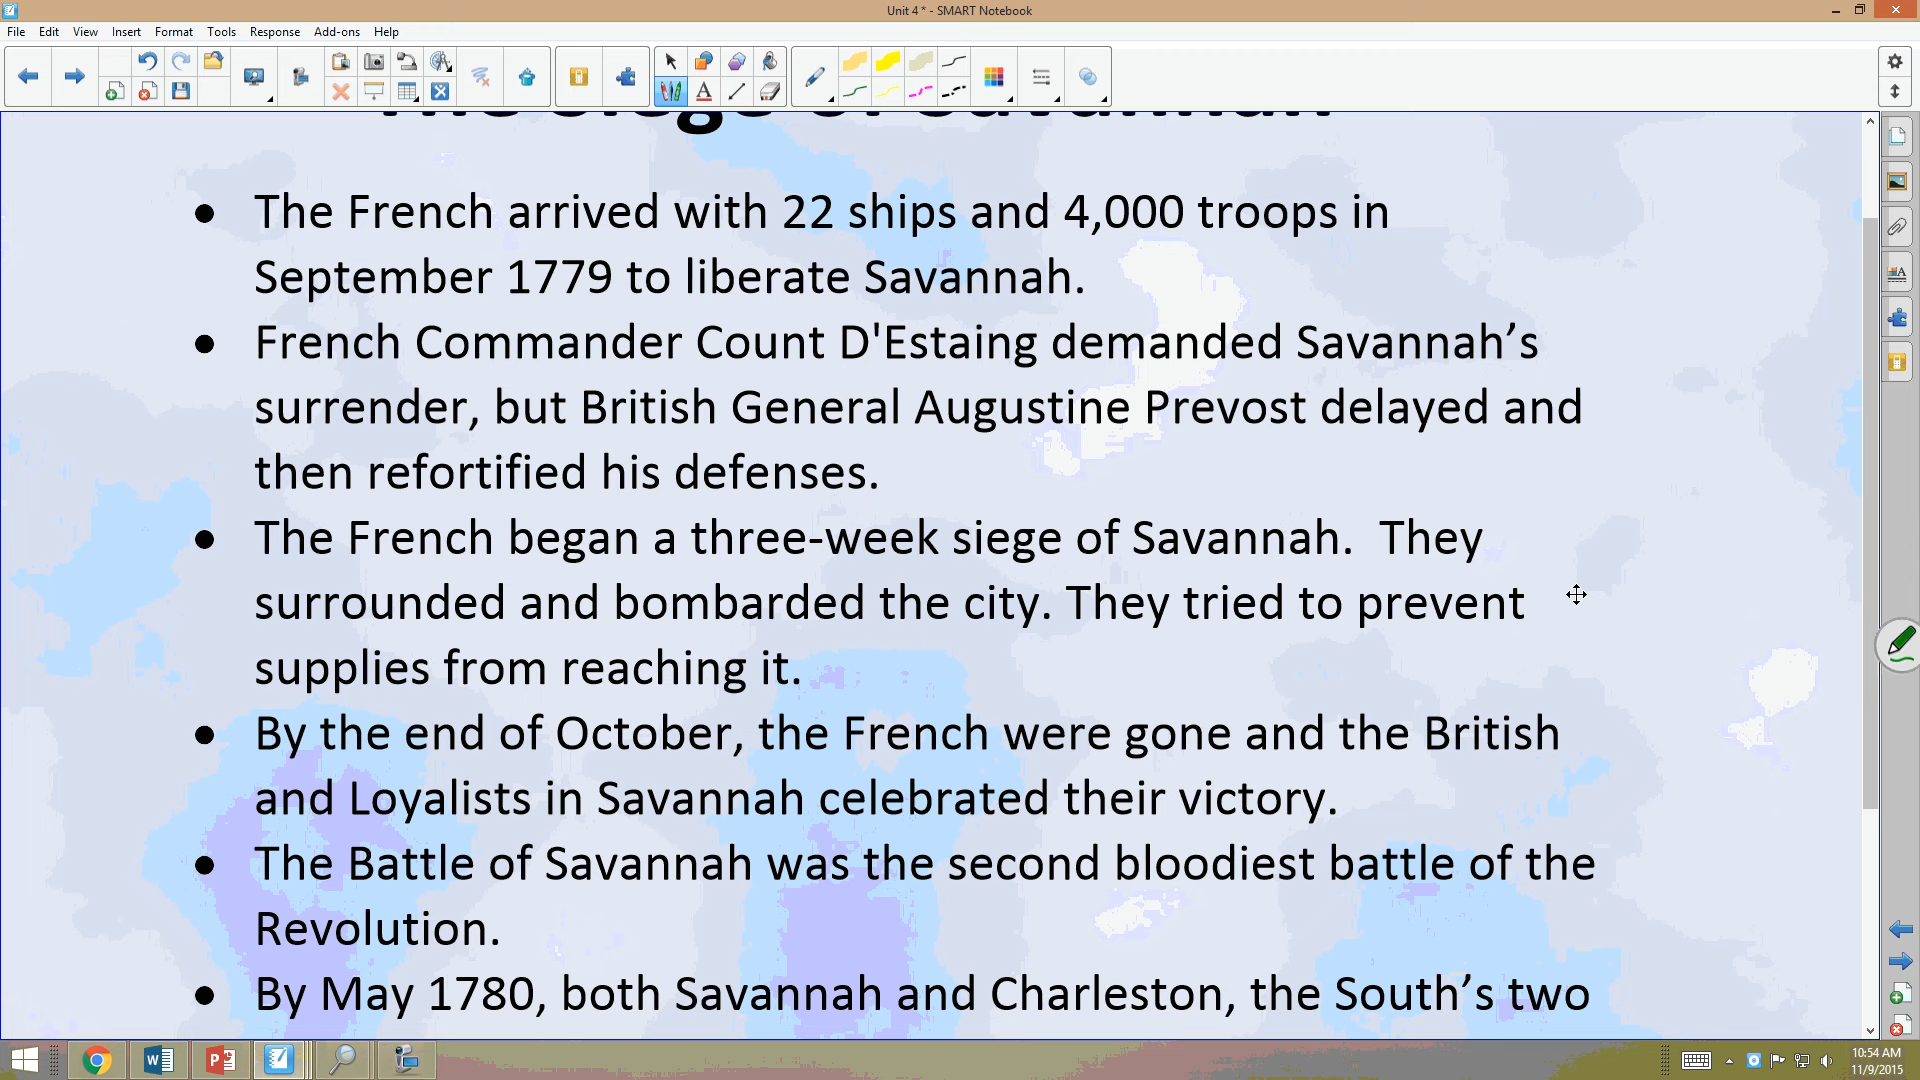 Unit 4 * - SMART Notebook
File Edit View Insert Format Tools Response Add-ons Help
The Siege of Savannah
● The French arrived with 22 ships and 4,000 troops in
September 1779 to liberate Savannah.
● French Commander Count D'Estaing demanded Savannah’s
surrender, but British General Augustine Prevost delayed and
then refortified his defenses.
● The French began a three-week siege of Savannah.  They
surrounded and bombarded the city. They tried to prevent
supplies from reaching it.
● By the end of October, the French were gone and the British
and Loyalists in Savannah celebrated their victory.
● The Battle of Savannah was the second bloodiest battle of the
Revolution.
● By May 1780, both Savannah and Charleston, the South’s two
10:54 AM
11/9/2015